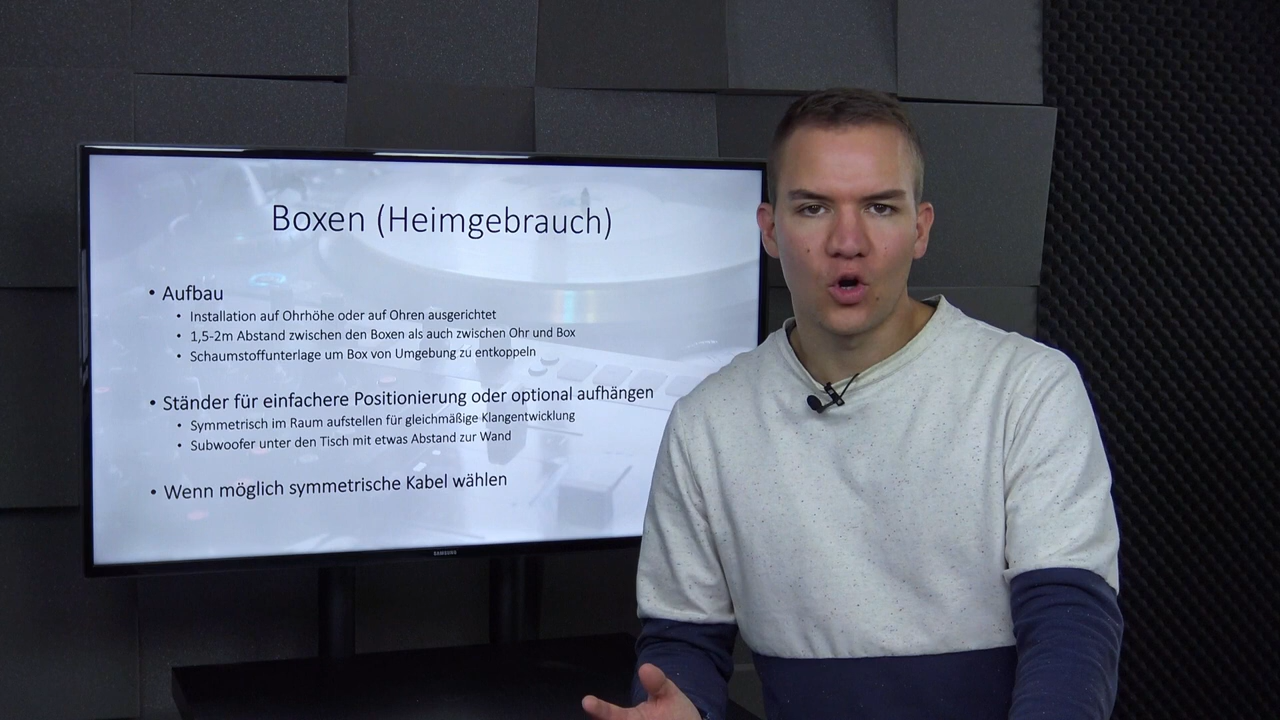 Boxen (Heimgebrauch)
• Aufbau
• Installation auf Ohrhöhe oder auf Ohren ausgerichtet
• 1,5-2m Abstand zwischen den Boxen als auch zwischen Ohr und Box
• Schaumstoffunterlage um Box von Umgebung zu entkoppeln
• Ständer für einfachere Positionierung oder optional aufhängen
• Symmetrisch im Raum aufstellen für gleichmäßige Klangentwicklung
• Subwoofer unter den Tisch mit etwas Abstand zur Wand
• Wenn möglich symmetrische Kabel wählen
SAMSUNG